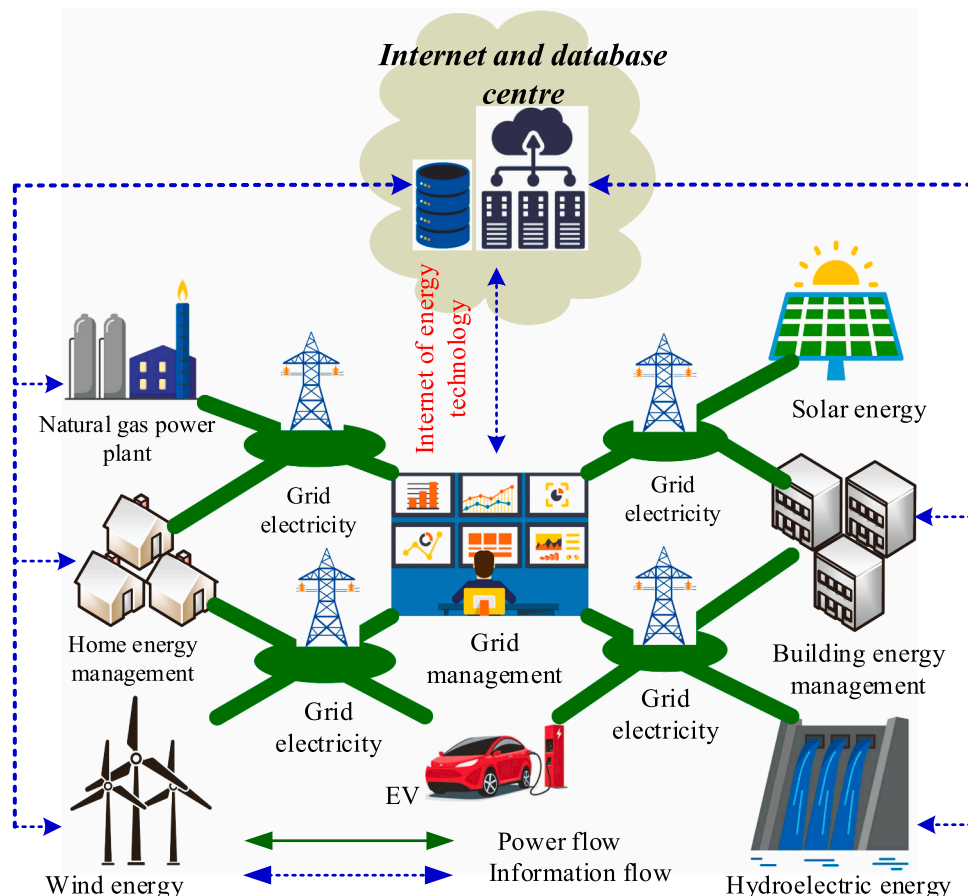 Internet and database
centre
Internet of energy
technology
Natural gas power
plant
Solar energy
Grid
electricity
Grid
electricity
Home energy
management
Grid
management
Building energy
management
Grid
electricity
Grid
electricity
EV
Power flow
Information flow
Wind energy
Hydroelectric energy